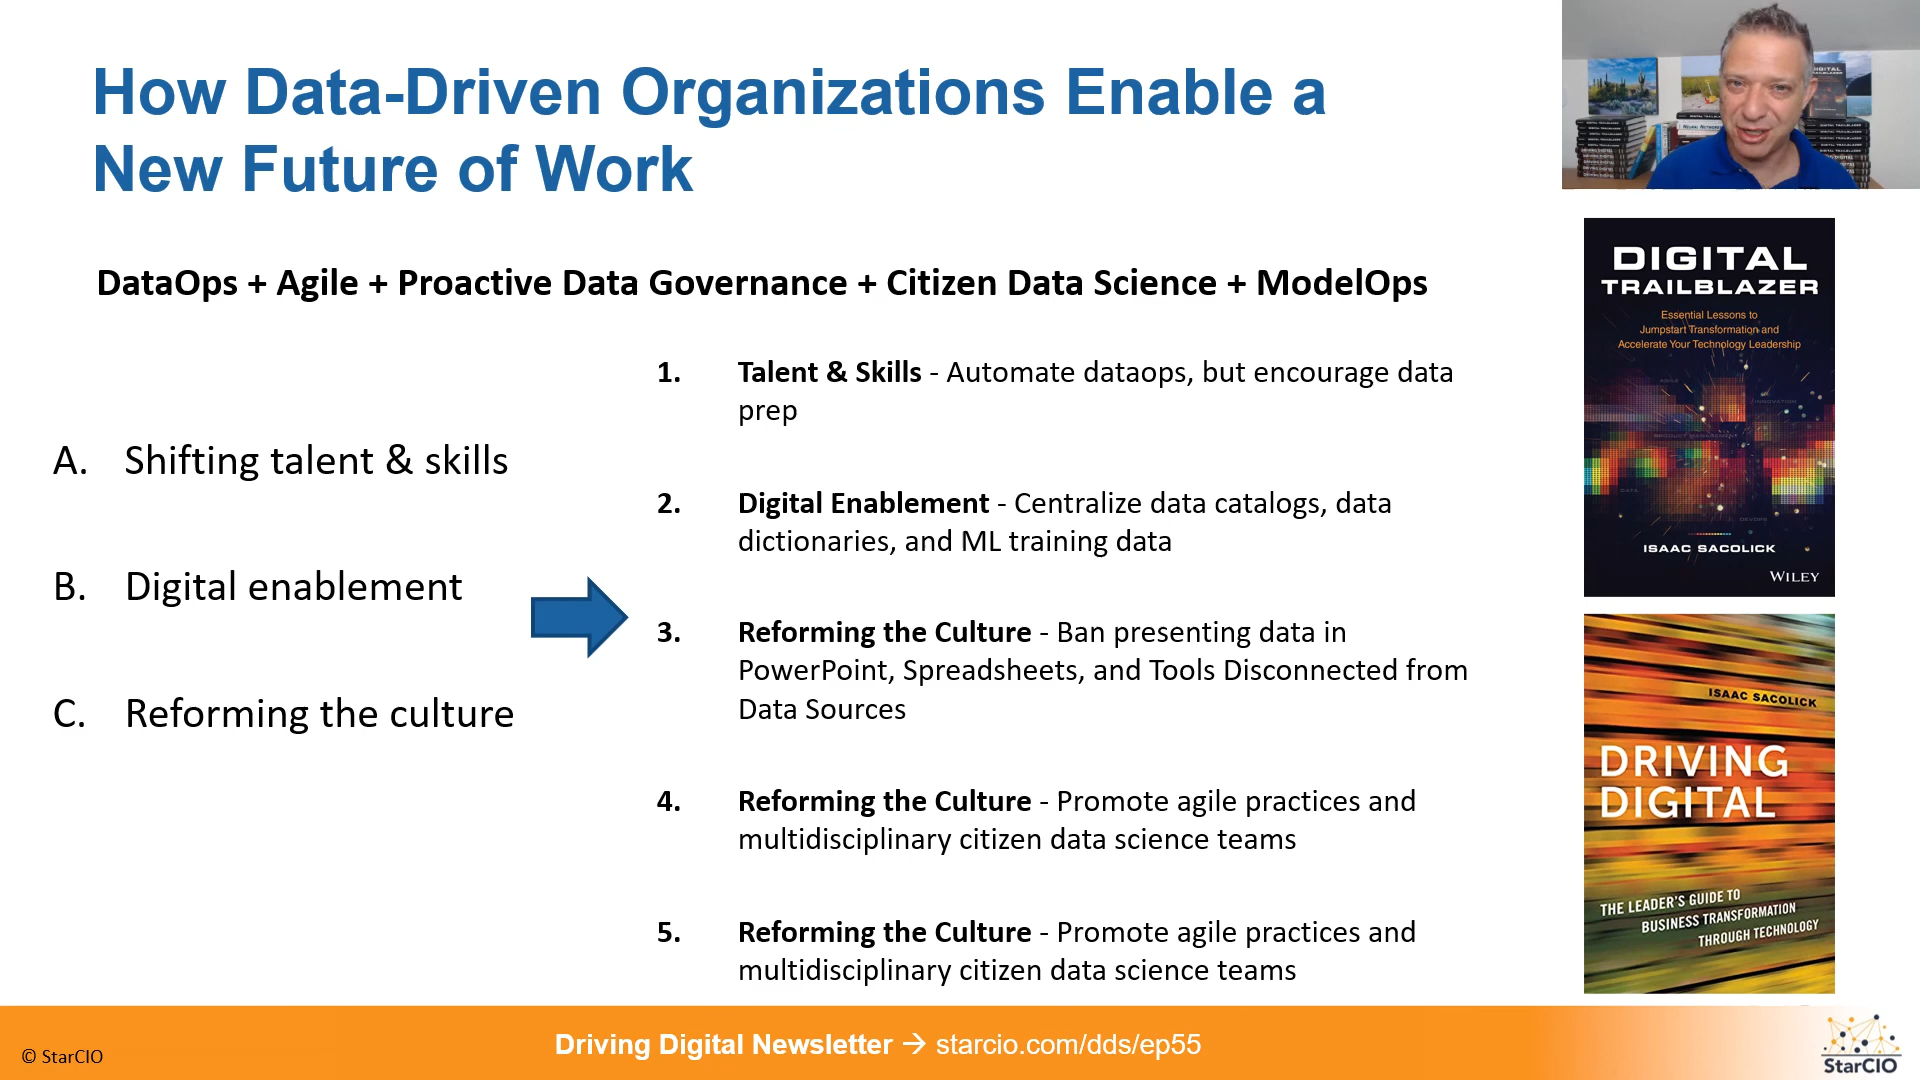 How Data-Driven Organizations Enable a
New Future of Work
DataOps + Agile + Proactive Data Governance + Citizen Data Science + ModelOps
A. Shifting talent & skills
B. Digital enablement
C. Reforming the culture
1. Talent & Skills - Automate dataops, but encourage data
prep
2. Digital Enablement - Centralize data catalogs, data
dictionaries, and ML training data
3. Reforming the Culture - Ban presenting data in
PowerPoint, Spreadsheets, and Tools Disconnected from
Data Sources
4. Reforming the Culture - Promote agile practices and
multidisciplinary citizen data science teams
5. Reforming the Culture - Promote agile practices and
multidisciplinary citizen data science teams
DIGITAL
TRAILBLAZER
Essential Lessons to
Jumpstart Transformation and
Accelerate Your Technology Leadership
ISAAC SACOLICK
WILEY
ISAAC SACOLICK
DRIVING
DIGITAL
THE LEADER'S GUIDE TO
BUSINESS TRANSFORMATION
THROUGH TECHNOLOGY
© StarCIO
Driving Digital Newsletter → starcio.com/dds/ep55
StarCIO